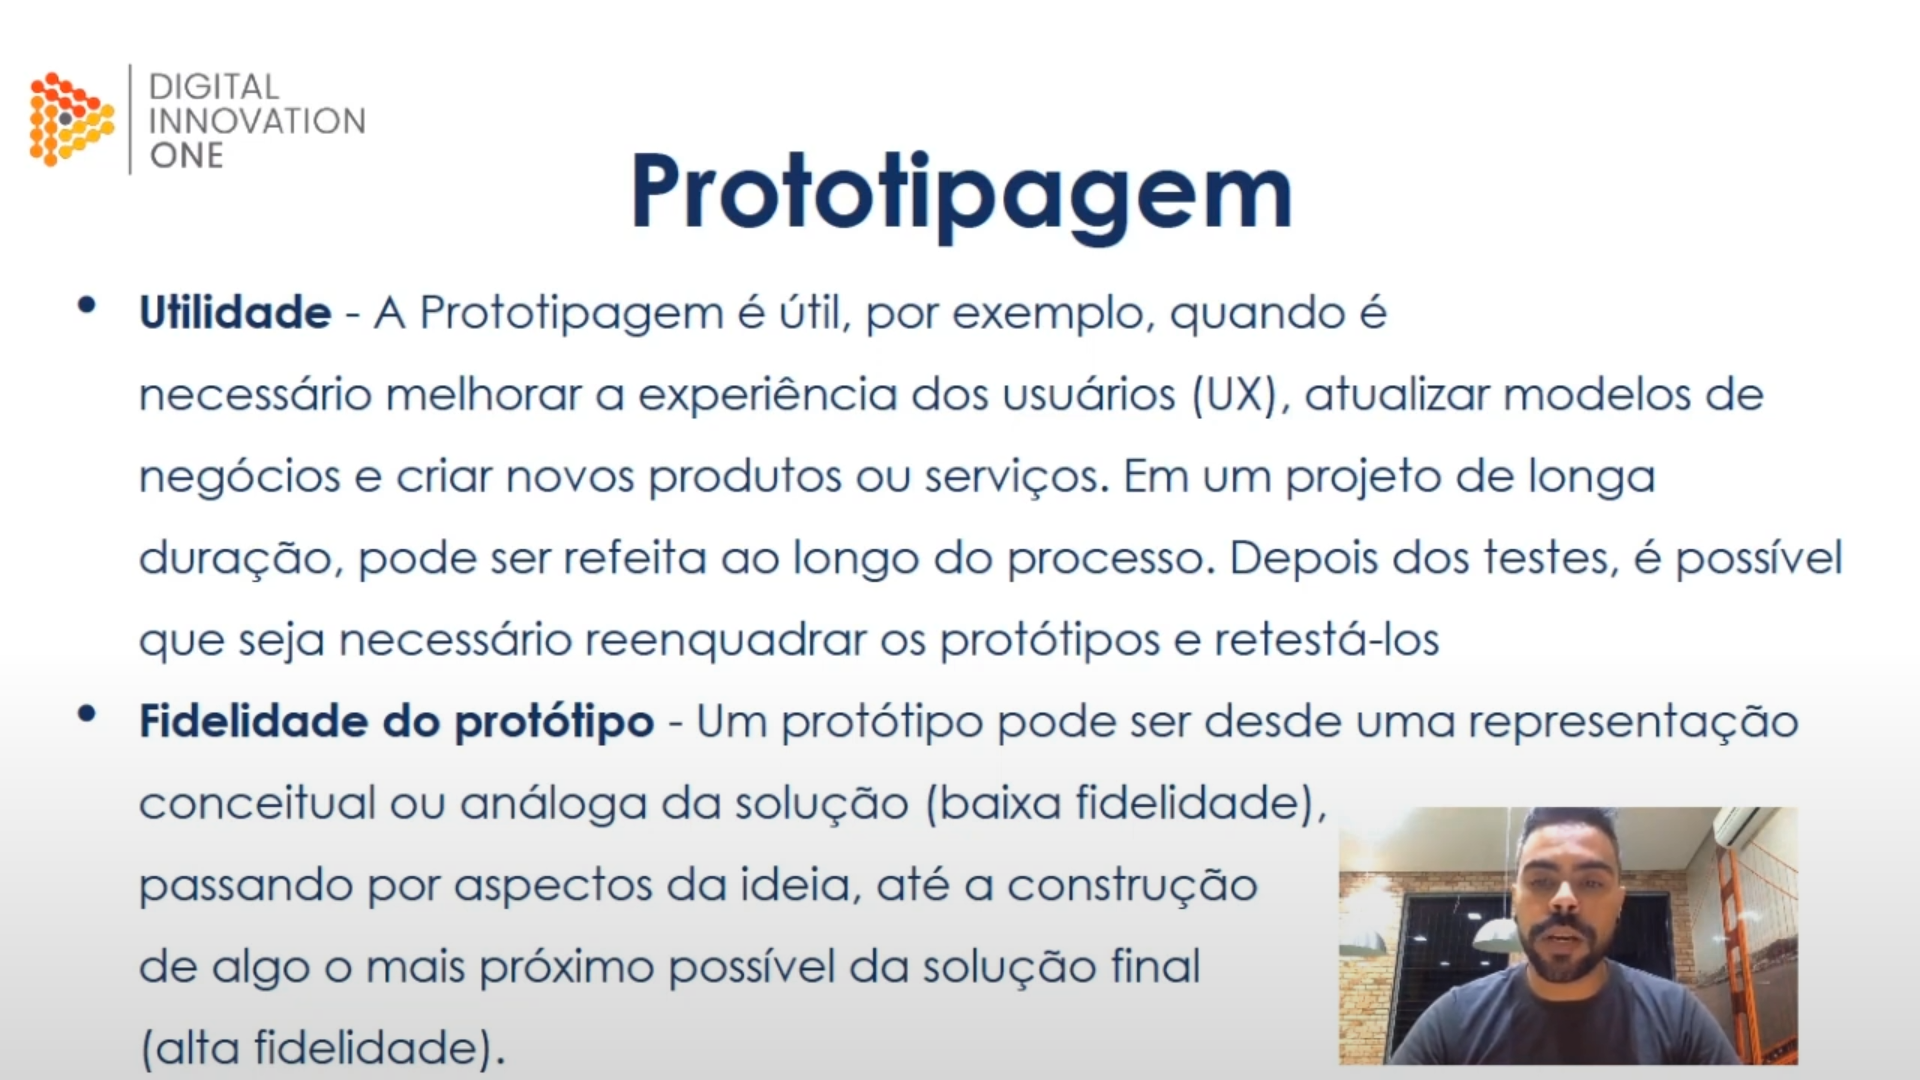 DIGITAL
INNOVATION
ONE
Prototipagem
• Utilidade - A Prototipagem é útil, por exemplo, quando é
necessário melhorar a experiência dos usuários (UX), atualizar modelos de
negócios e criar novos produtos ou serviços. Em um projeto de longa
duração, pode ser refeita ao longo do processo. Depois dos testes, é possível
que seja necessário reenquadrar os protótipos e retestá-los
• Fidelidade do protótipo - Um protótipo pode ser desde uma representação
conceitual ou análoga da solução (baixa fidelidade),
passando por aspectos da ideia, até a construção
de algo o mais próximo possível da solução final
(alta fidelidade).